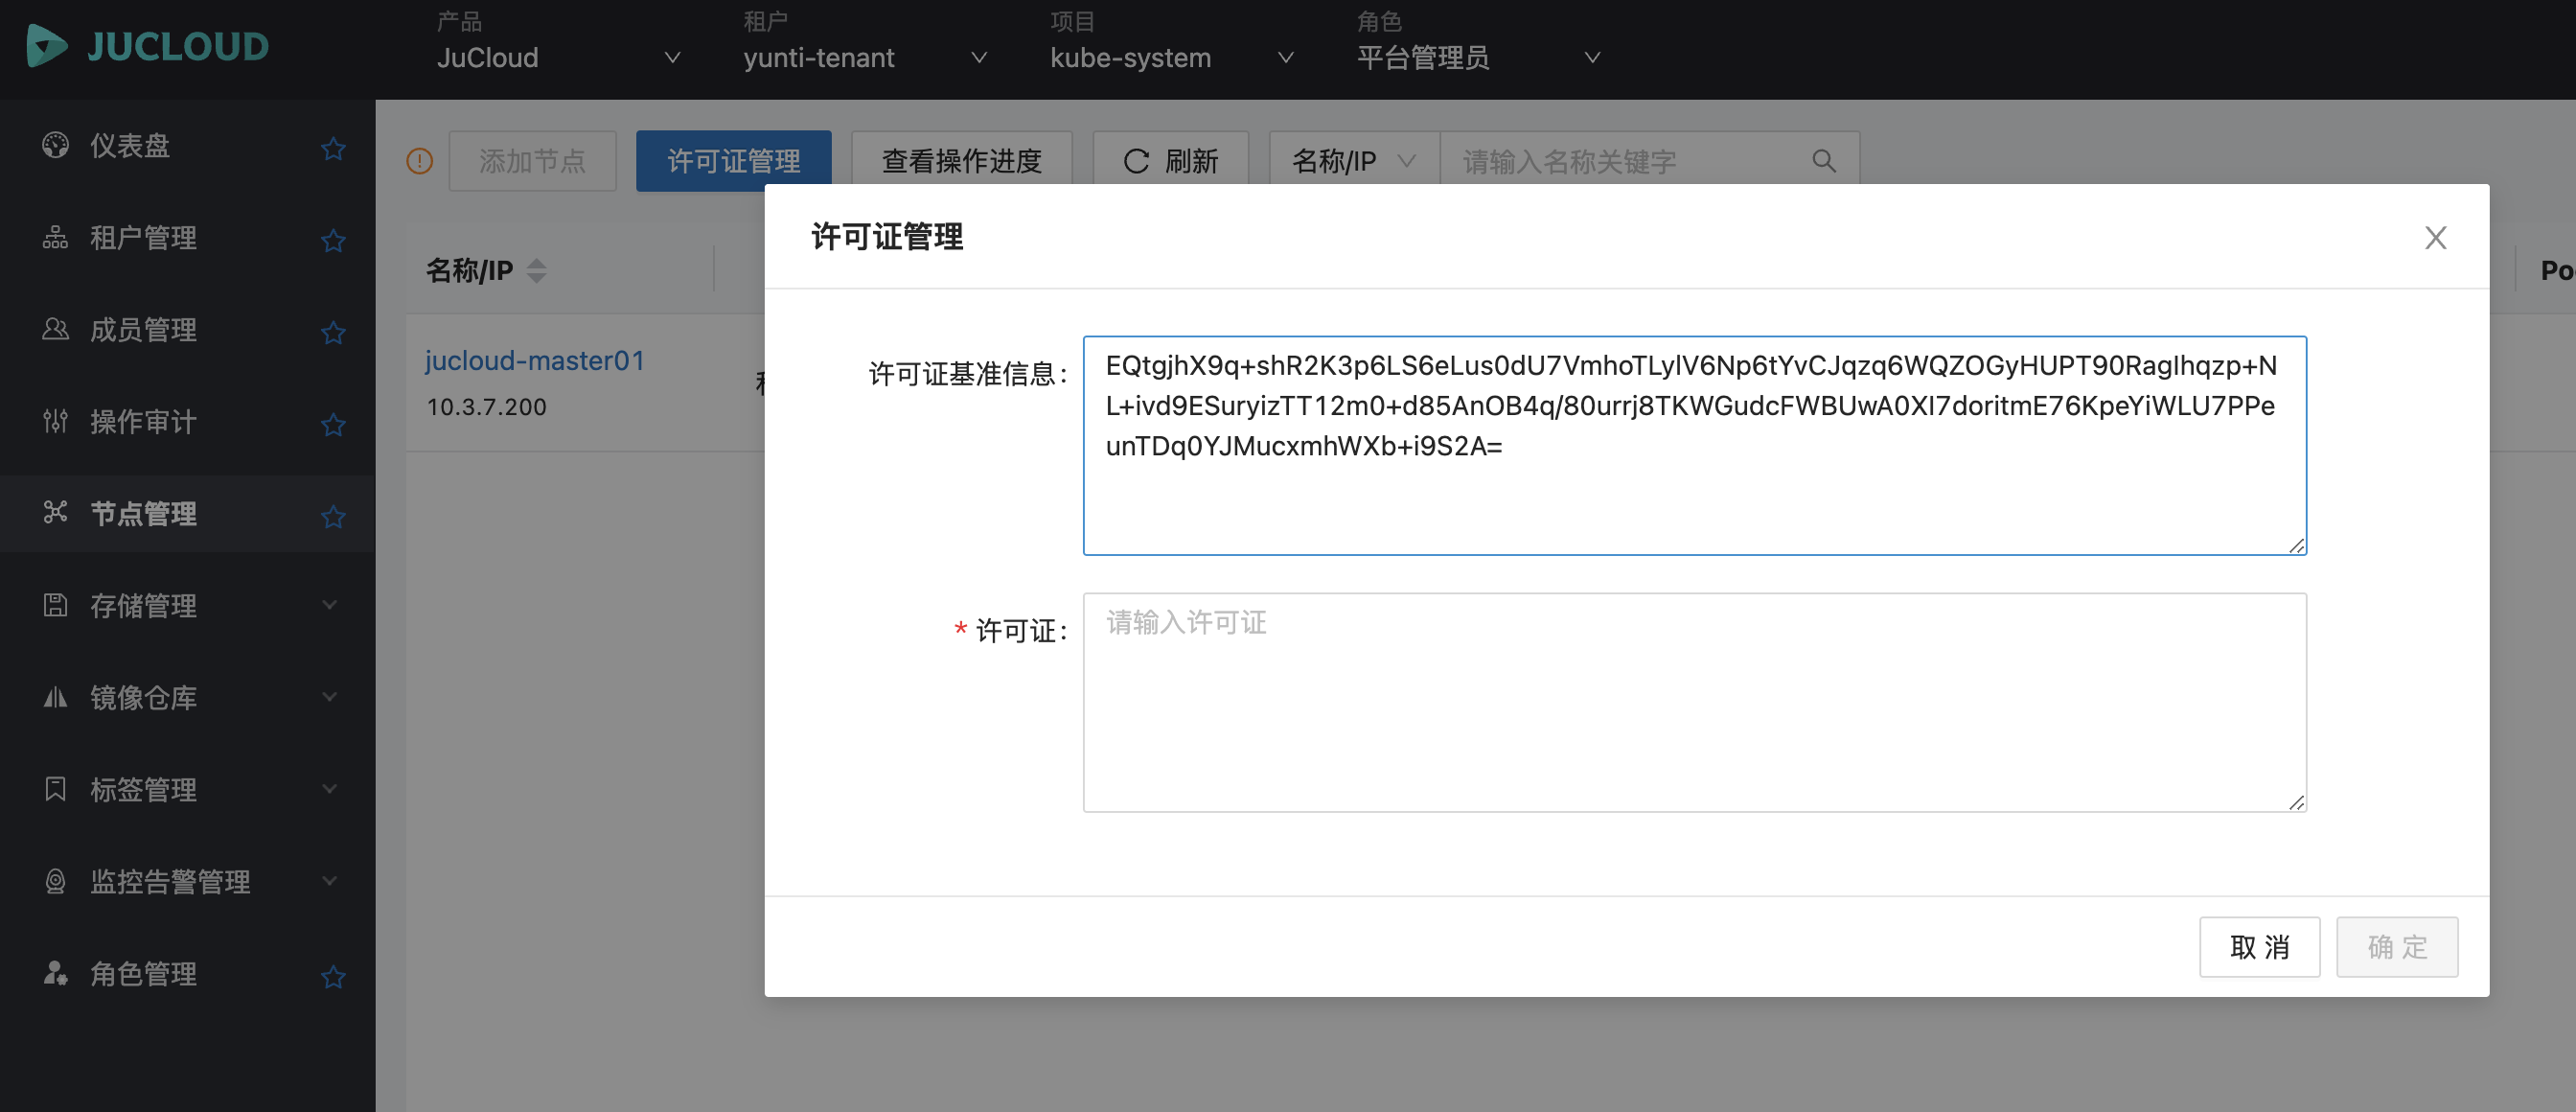 JUCLOUD
产品
JuCloud
租户
yunti-tenant
项目
kube-system
角色
平台管理员
仪表盘
租户管理
成员管理
操作审计
节点管理
存储管理
镜像仓库
标签管理
监控告警管理
角色管理
添加节点
许可证管理
查看操作进度
刷新
名称/IP
请输入名称关键字
名称/IP
Po
jucloud-master01
10.3.7.200
许可证管理
许可证基准信息:
EQtgjhX9q+shR2K3p6LS6eLus0dU7VmhoTLylV6Np6tYvCJqzq6WQZOGyHUPT90RagIhqzp+N
L+ivd9ESuryizTT12m0+d85AnOB4q/80urrj8TKWGudcFWBUwA0XI7doritmE76KpeYiWLU7PPe
unTDq0YJMucxmhWXb+i9S2A=
* 许可证:
请输入许可证
取 消
确 定